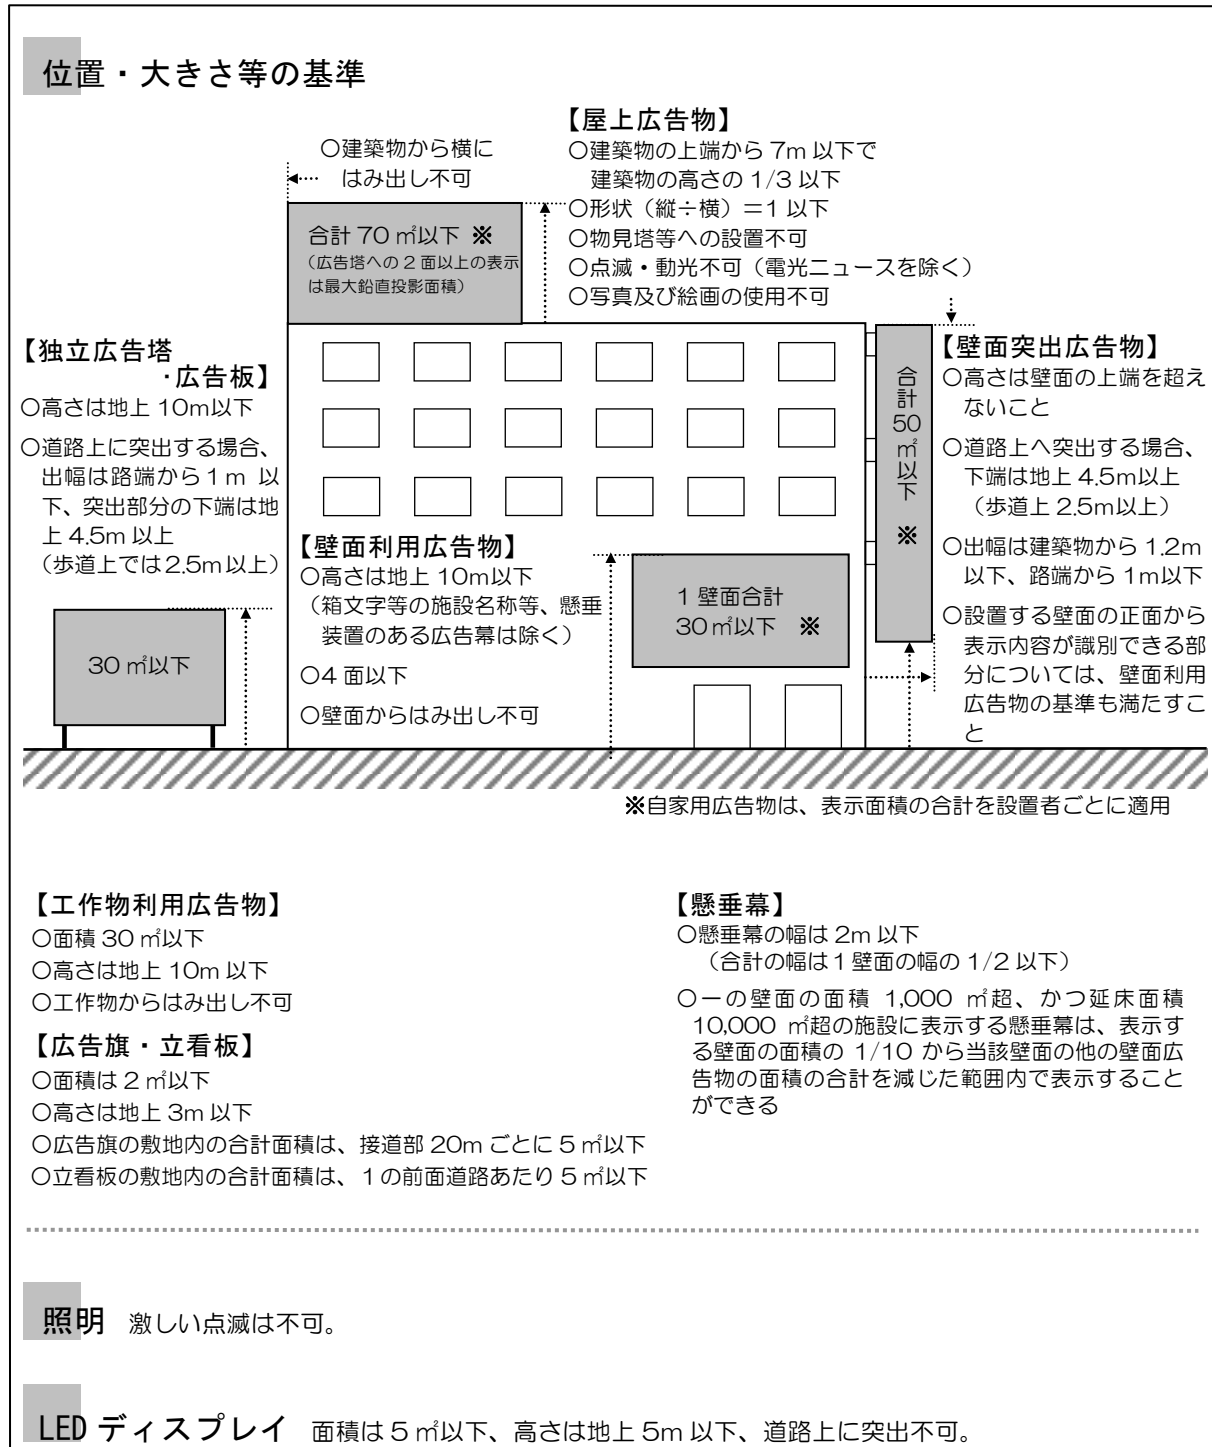 位置・大きさ等の基準
【屋上広告物】
〇建築物の上端から 7m 以下で
建築物の高さの 1/3 以下
〇形状（縦÷横）＝1 以下
〇物見塔等への設置不可
〇点滅・動光不可（電光ニュースを除く）
〇写真及び絵画の使用不可
〇建築物から横に
はみ出し不可
合計 70 ㎡以下 ※
（広告塔への 2 面以上の表示
は最大鉛直投影面積）
【独立広告塔
・広告板】
〇高さは地上 10m以下
〇道路上に突出する場合、
出幅は路端から1m 以
下、突出部分の下端は地
上 4.5m 以上
（歩道上では2.5m以上）
30 ㎡以下
【壁面利用広告物】
〇高さは地上 10m以下
（箱文字等の施設名称等、懸垂
装置のある広告幕は除く）
〇4 面以下
〇壁面からはみ出し不可
1 壁面合計
30㎡以下 ※
合計50㎡以下 ※
【壁面突出広告物】
〇高さは壁面の上端を超え
ないこと
〇道路上へ突出する場合、
下端は地上 4.5m以上
（歩道上 2.5m以上）
〇出幅は建築物から 1.2m
以下、路端から 1m以下
〇設置する壁面の正面から
表示内容が識別できる部
分については、壁面利用
広告物の基準も満たすこ
と
※自家用広告物は、表示面積の合計を設置者ごとに適用
【工作物利用広告物】
〇面積 30 ㎡以下
〇高さは地上 10m 以下
〇工作物からはみ出し不可
【広告旗・立看板】
〇面積は 2 ㎡以下
〇高さは地上 3m 以下
〇広告旗の敷地内の合計面積は、接道部 20m ごとに 5 ㎡以下
〇立看板の敷地内の合計面積は、1の前面道路あたり 5 ㎡以下
【懸垂幕】
〇懸垂幕の幅は 2m 以下
（合計の幅は1壁面の幅の 1/2 以下）
〇一の壁面の面積 1,000 ㎡超、かつ延床面積
10,000 ㎡超の施設に表示する懸垂幕は、表示す
る壁面の面積の 1/10 から当該壁面の他の壁面広
告物の面積の合計を減じた範囲内で表示すること
ができる
照明 激しい点滅は不可。
LED ディスプレイ 面積は 5 ㎡以下、高さは地上 5m 以下、道路上に突出不可。